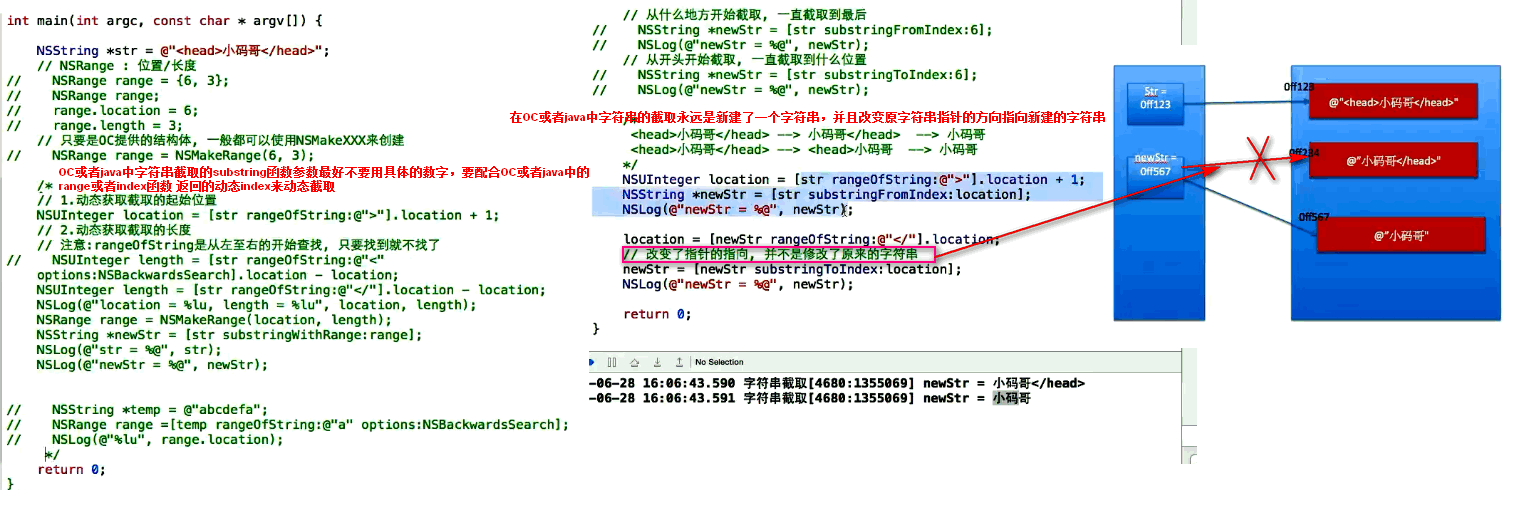 int main(int argc, const char * argv[]) {
NSString *str = @"<head>小码哥</head>";
// NSRange : 位置/长度
// NSRange range = {6, 3};
// NSRange range;
// range.location = 6;
// range.length = 3;
// 只要是OC提供的结构体, 一般都可以使用NSMakeXXX来创建
// NSRange range = NSMakeRange(6, 3);
OC或者java中字符串截取的substring函数参数最好不要用具体的数字，要配合OC或者java中的
range或者index函数 返回的动态index来动态截取
/*
// 1.动态获取截取的起始位置
NSUInteger location = [str rangeOfString:@">"].location + 1;
// 2.动态获取截取的长度
// 注意:rangeOfString是从左至右的开始查找, 只要找到就不找了
// NSUInteger length = [str rangeOfString:@"<"
options:NSBackwardsSearch].location - location;
NSUInteger length = [str rangeOfString:@"</"].location - location;
NSLog(@"location = %lu, length = %lu", location, length);
NSRange range = NSMakeRange(location, length);
NSString *newStr = [str substringWithRange:range];
NSLog(@"str = %@", str);
NSLog(@"newStr = %@", newStr);
// NSString *temp = @"abcdefa";
// NSRange range =[temp rangeOfString:@"a" options:NSBackwardsSearch];
// NSLog(@"%lu", range.location);
*/
return 0;
}
// 从什么地方开始截取, 一直截取到最后
// NSString *newStr = [str substringFromIndex:6];
// NSLog(@"newStr = %@", newStr);
// 从开头开始截取, 一直截取到什么位置
// NSString *newStr = [str substringToIndex:6];
// NSLog(@"newStr = %@", newStr);
在OC或者java中字符串的截取永远是新建了一个字符串，并且改变原字符串指针的方向指向新建的字符串
<head>小码哥</head> --> 小码哥</head> --> 小码哥
<head>小码哥</head> --> <head>小码哥 --> 小码哥
*/
NSUInteger location = [str rangeOfString:@">"].location + 1;
NSString *newStr = [str substringFromIndex:location];
NSLog(@"newStr = %@", newStr);
location = [newStr rangeOfString:@"</"].location;
// 改变了指针的指向, 并不是修改了原来的字符串
newStr = [newStr substringToIndex:location];
NSLog(@"newStr = %@", newStr);
return 0;
}
No Selection
-06-28 16:06:43.590 字符串截取[4680:1355069] newStr = 小码哥</head>
-06-28 16:06:43.591 字符串截取[4680:1355069] newStr = 小码哥
Str =
0ff123
newStr =
0ff567
0ff123
@"<head>小码哥</head>"
0ff234
@"小码哥</head>"
0ff567
@"小码哥"